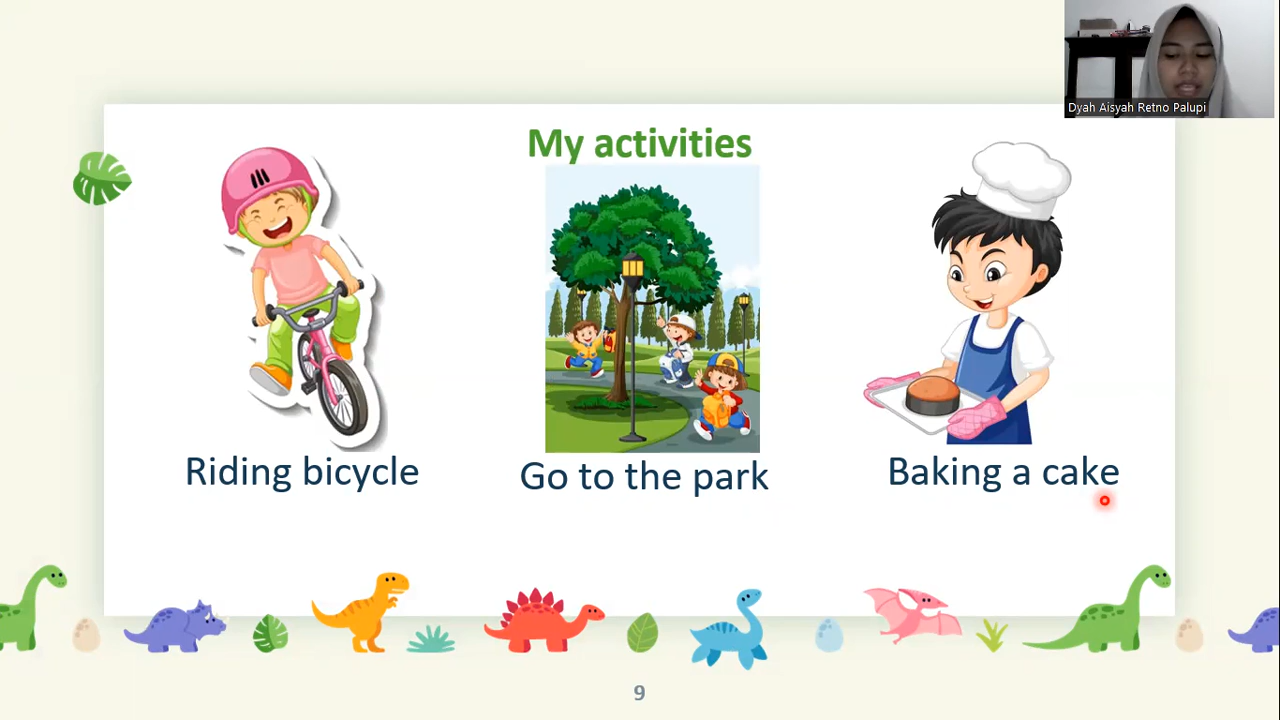 Dyah Aisyah Retno Palupi
My activities
Riding bicycle
Go to the park
Baking a cake
9